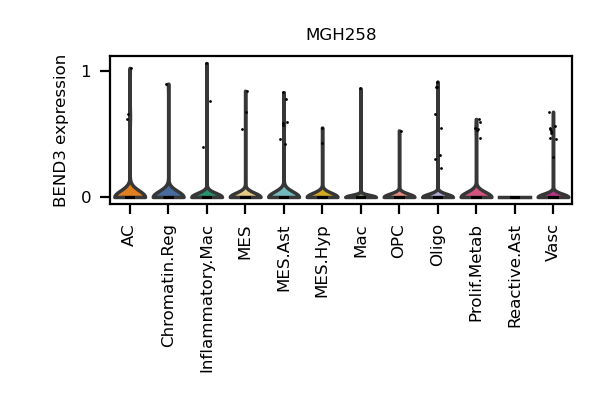 MGH258
BEND3 expression
1
0
AC
Chromatin.Reg
Inflammatory.Mac
MES
MES.Ast
MES.Hyp
Mac
OPC
Oligo
Prolif.Metab
Reactive.Ast
Vasc